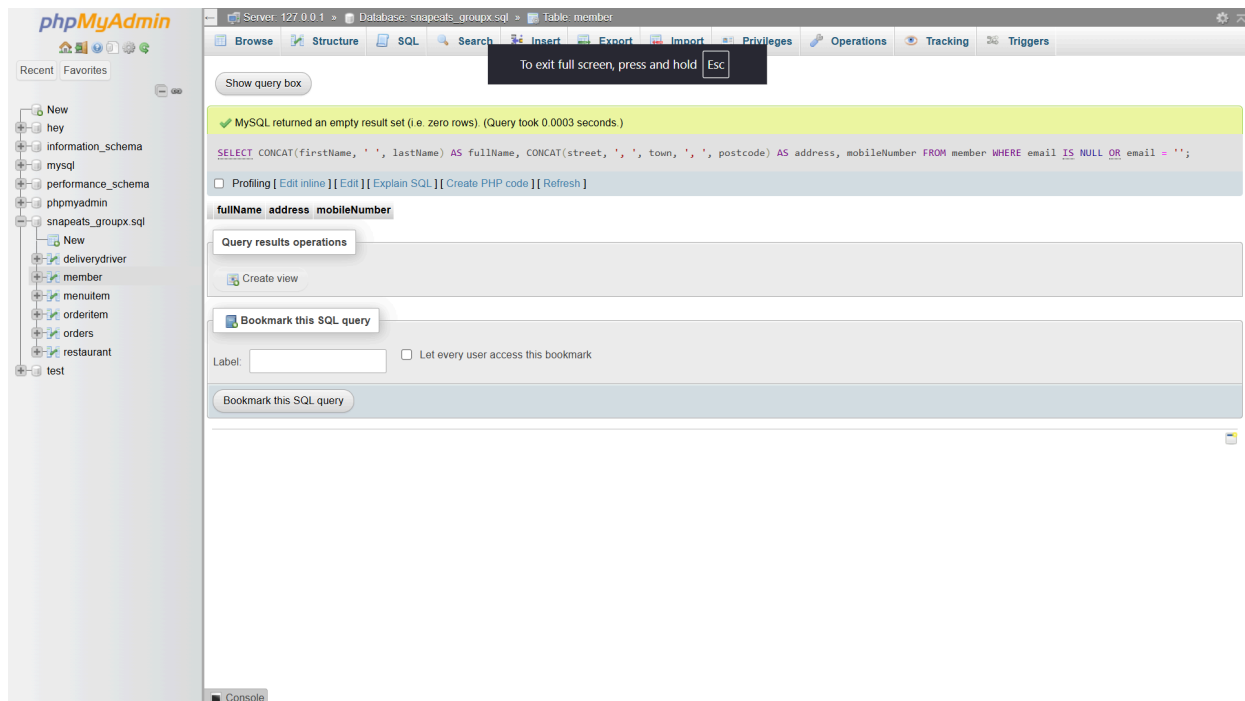 phpMyAdmin
Recent Favorites
New
hey
information_schema
mysql
performance_schema
phpmyadmin
snapeats_groupx.sql
New
deliverydriver
member
menuitem
orderitem
orders
restaurant
test
Server: 127.0.0.1 » Database: snapeats_groupx.sql » Table: member
Browse Structure SQL Search Insert Export Import Privileges Operations Tracking Triggers
To exit full screen, press and hold Esc
Show query box
MySQL returned an empty result set (i.e. zero rows). (Query took 0.0003 seconds.)
SELECT CONCAT(firstName, ' ', lastName) AS fullName, CONCAT(street, ', ', town, ', ', postcode) AS address, mobileNumber FROM member WHERE email IS NULL OR email = '';
Profiling [ Edit inline ] [ Edit ] [ Explain SQL ] [ Create PHP code ] [ Refresh ]
fullName address mobileNumber
Query results operations
Create view
Bookmark this SQL query
Label: Let every user access this bookmark
Bookmark this SQL query
Console